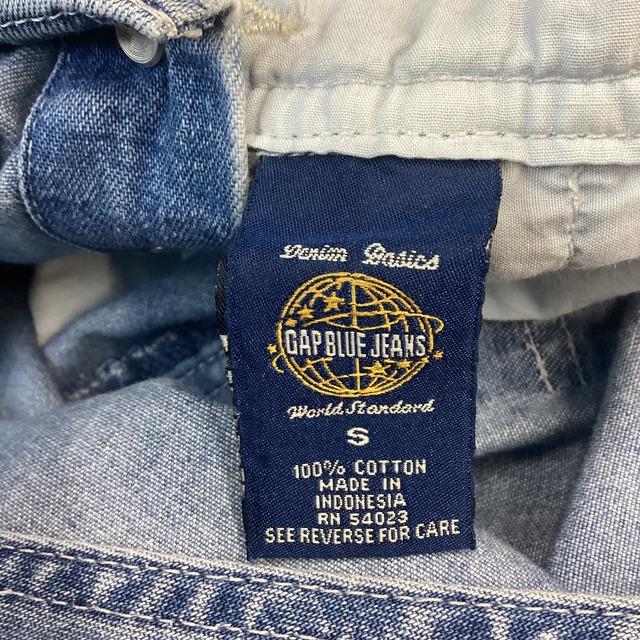 Denim Basics
GAP BLUE JEANS
World Standard
S
100% COTTON
MADE IN
INDONESIA
RN 54023
SEE REVERSE FOR CARE